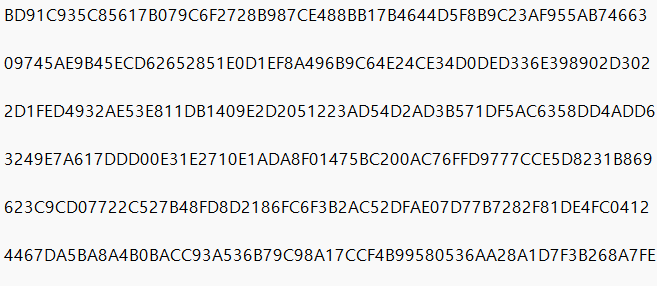 BD91C935C85617B079C6F2728B987CE488BB17B4644D5F8B9C23AF955AB74663
09745AE9B45ECD62652851E0D1EF8A496B9C64E24CE34D0DED336E398902D302
2D1FED4932AE53E811DB1409E2D2051223AD54D2AD3B571DF5AC6358DD4ADD6
3249E7A617DDD00E31E2710E1ADA8F01475BC200AC76FFD9777CCE5D8231B869
623C9CD07722C527B48FD8D2186FC6F3B2AC52DFAE07D77B7282F81DE4FC0412
4467DA5BA8A4B0BACC93A536B79C98A17CCF4B99580536AA28A1D7F3B268A7FE